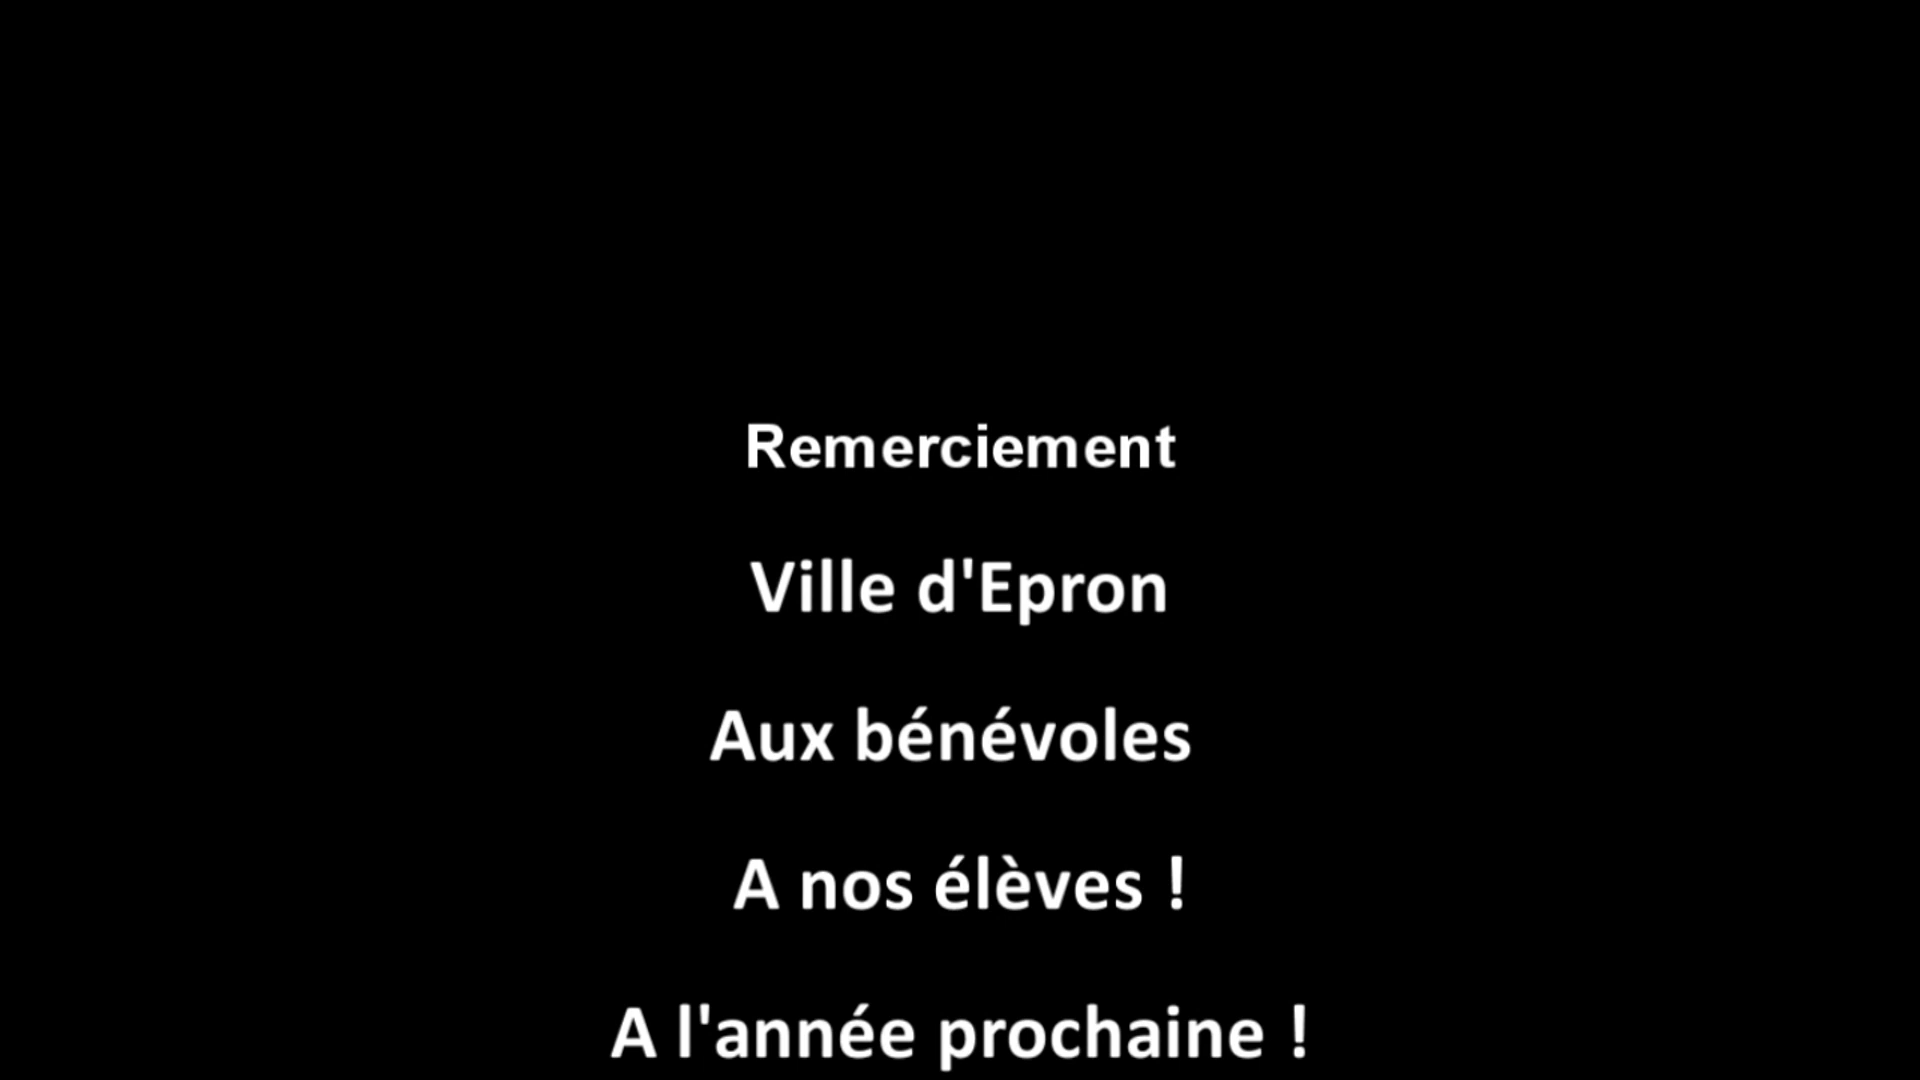 Remerciement
Ville d'Epron
Aux bénévoles
A nos élèves !
A l'année prochaine !